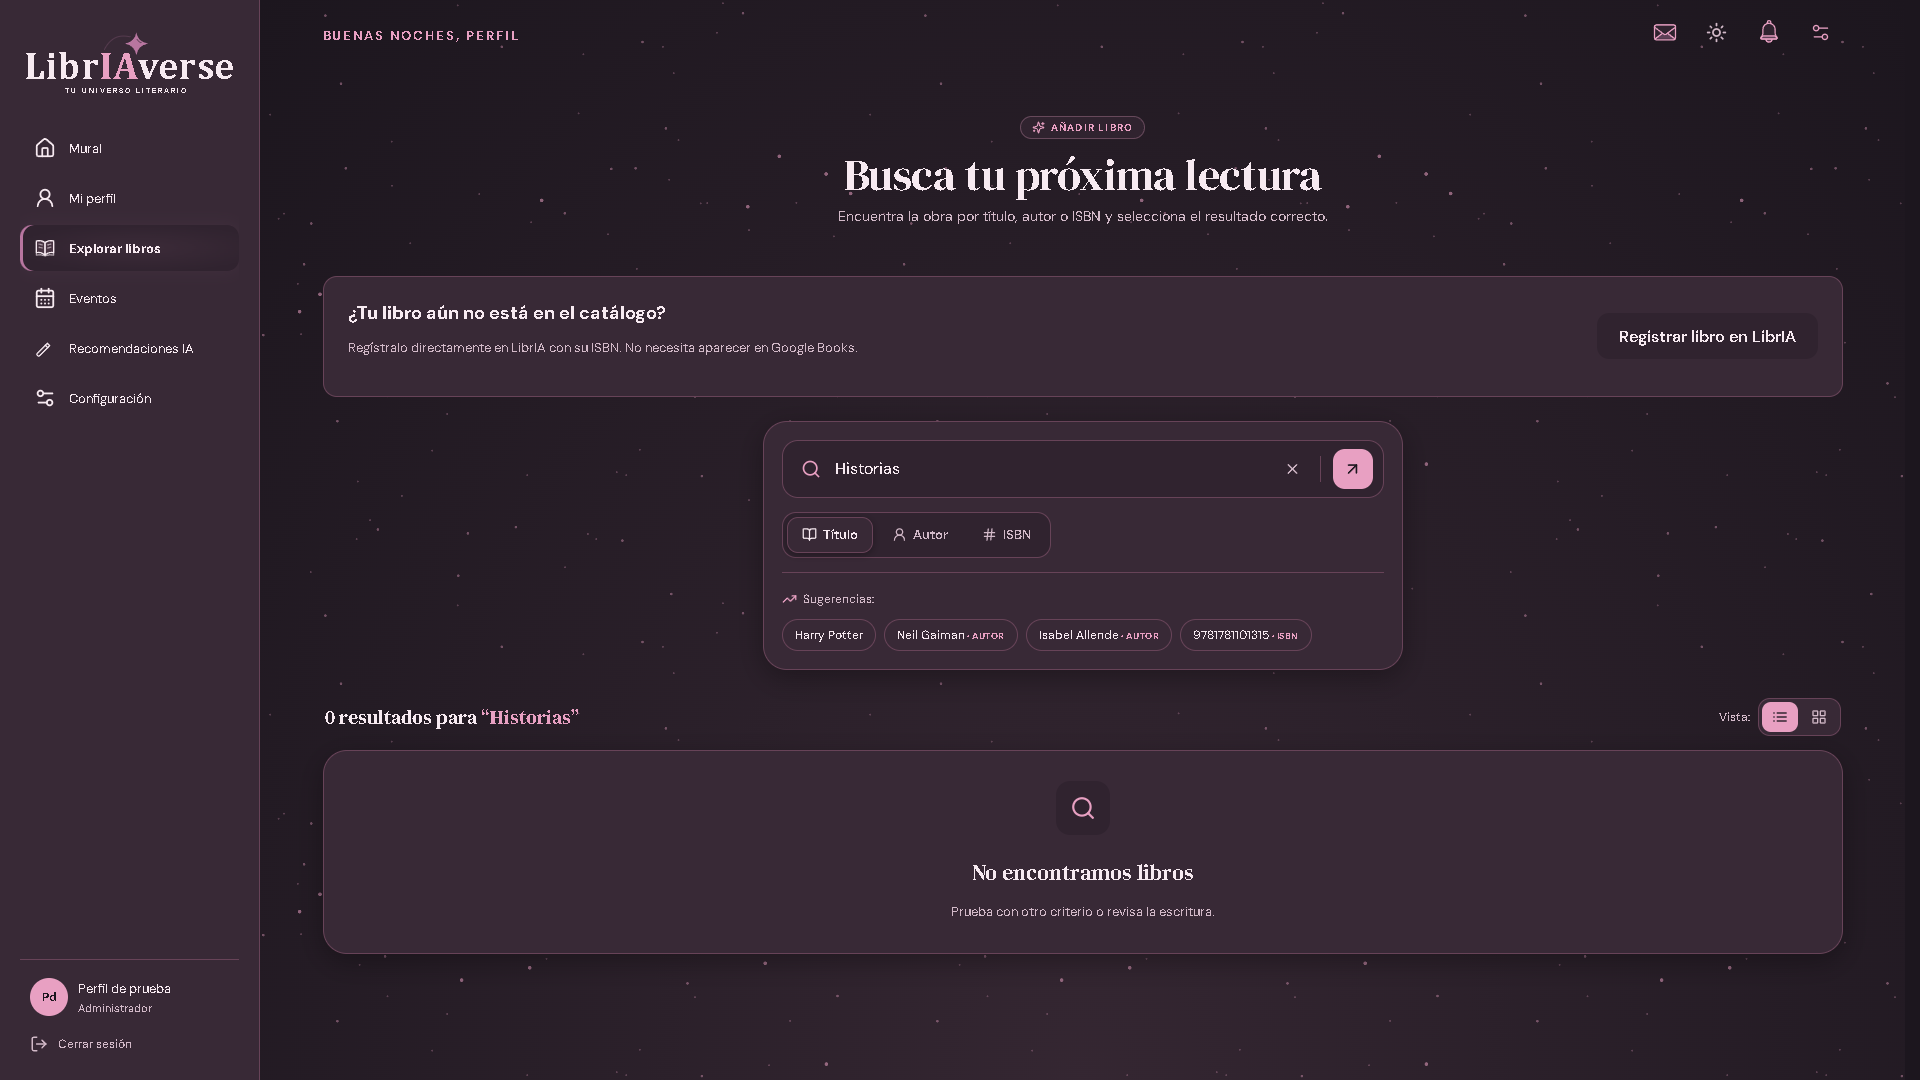 LibrIAverse
TU UNIVERSO LITERARIO
Mural
Mi perfil
Explorar libros
Eventos
Recomendaciones IA
Configuración
Pd
Perfil de prueba
Administrador
Cerrar sesión
BUENAS NOCHES, PERFIL
AÑADIR LIBRO
Busca tu próxima lectura
Encuentra la obra por título, autor o ISBN y selecciona el resultado correcto.
¿Tu libro aún no está en el catálogo?
Regístralo directamente en LibrIA con su ISBN. No necesita aparecer en Google Books.
Registrar libro en LibrIA
Historias
Título Autor ISBN
Sugerencias:
Harry Potter Neil Gaiman · AUTOR Isabel Allende · AUTOR 9781781101315 · ISBN
0 resultados para “Historias”
Vista:
No encontramos libros
Prueba con otro criterio o revisa la escritura.